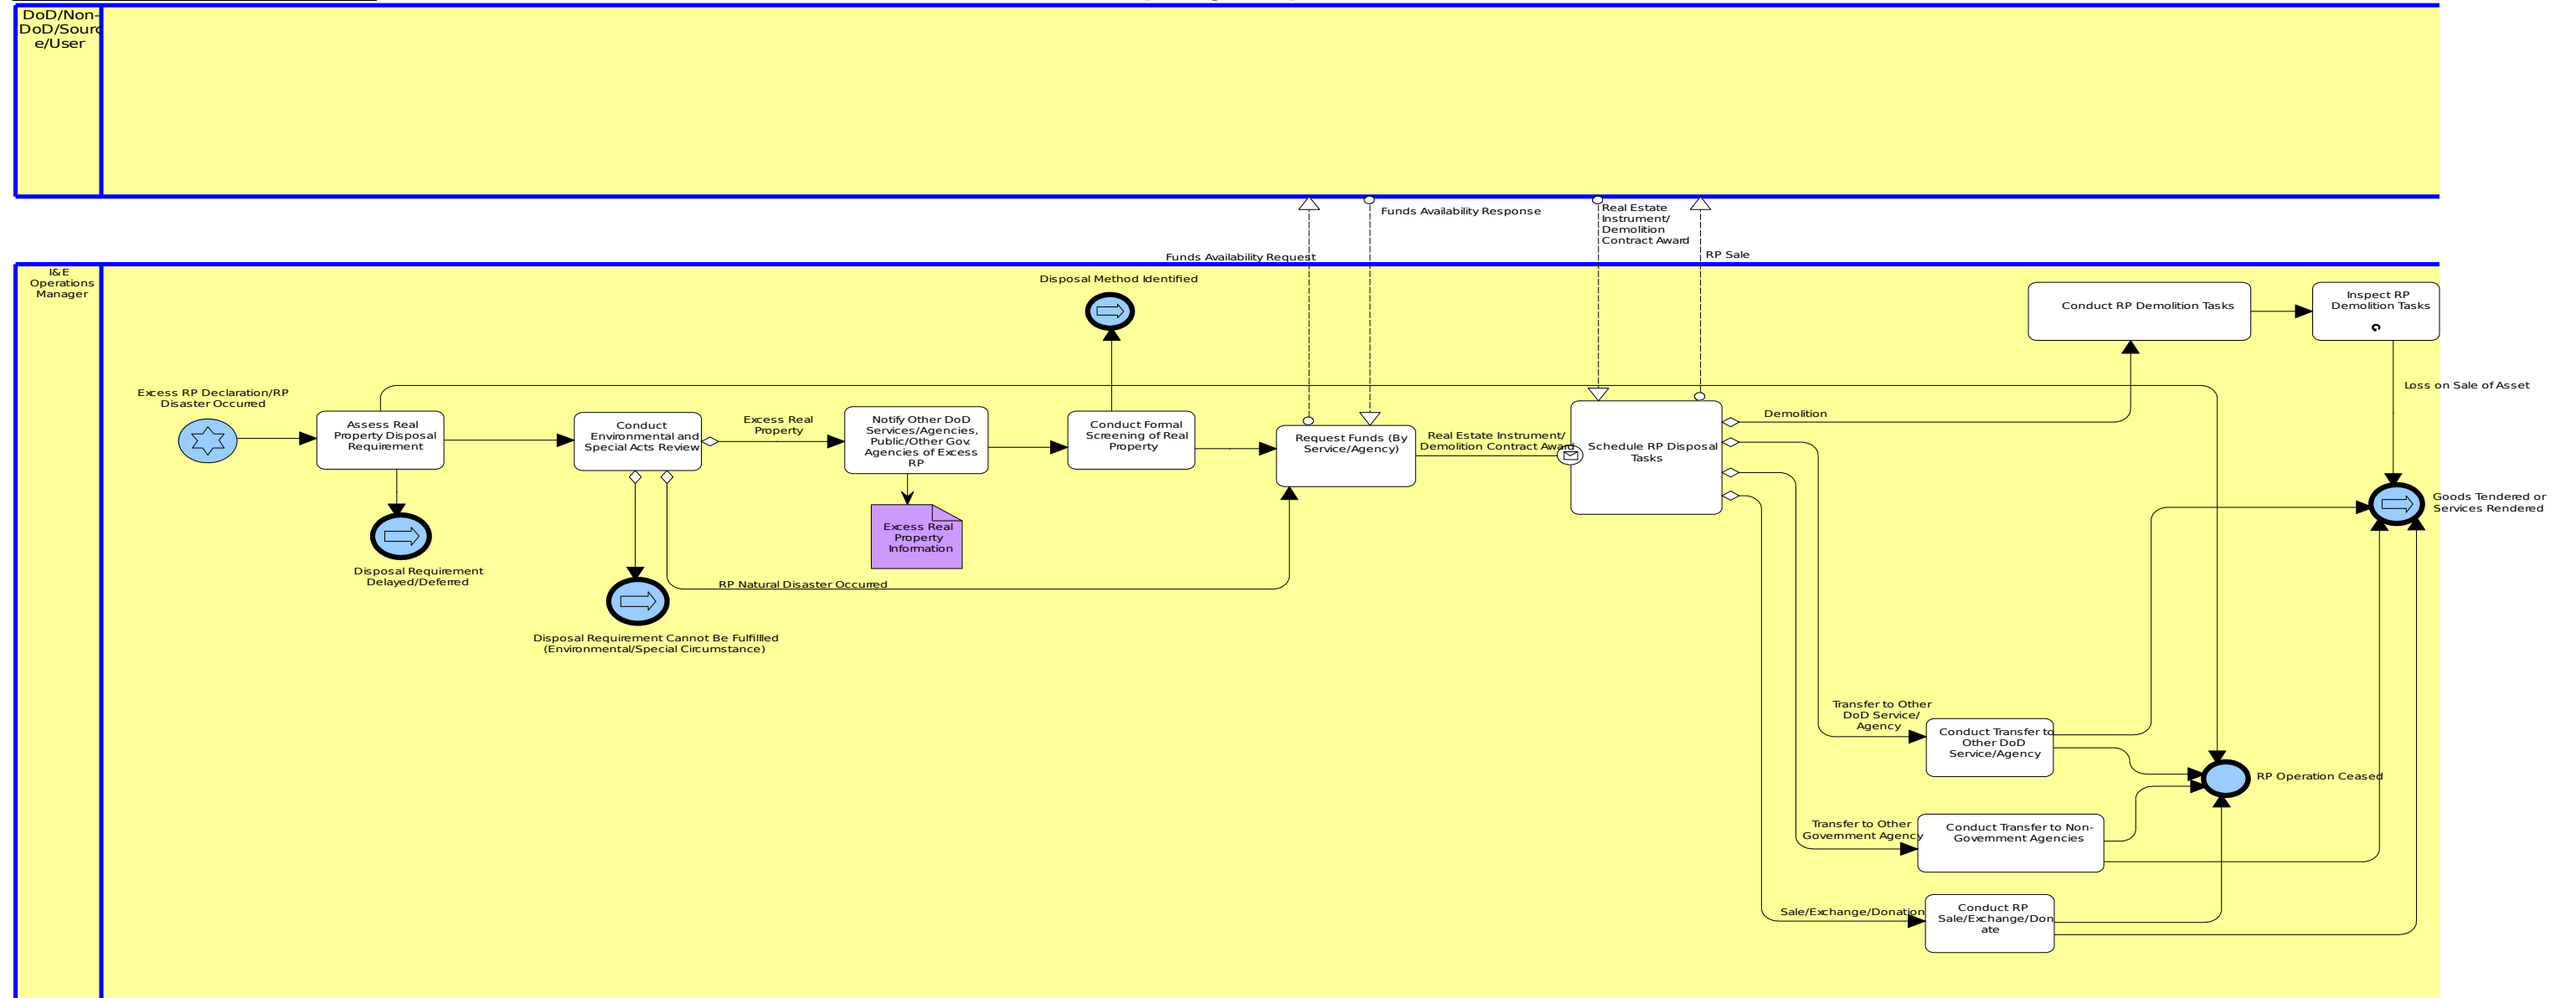 DoD/Non-
DoD/Sourc
e/User
Funds Availability Response
Real Estate
Instrument/
Demolition
Contract Award
Funds Availability Request
RP Sale
I&E
Operations
Manager
Disposal Method Identified
Conduct RP Demolition Tasks
Inspect RP
Demolition Tasks
Loss on Sale of Asset
Excess RP Declaration/RP
Disaster Occurred
Assess Real
Property Disposal
Requirement
Conduct
Environmental and
Special Acts Review
Excess Real
Property
Notify Other DoD
Services/Agencies,
Public/Other Gov.
Agencies of Excess
RP
Conduct Formal
Screening of Real
Property
Request Funds (By
Service/Agency)
Real Estate Instrument/
Demolition Contract Award
Schedule RP Disposal
Tasks
Demolition
Goods Tendered or
Services Rendered
Excess Real
Property
Information
Disposal Requirement
Delayed/Deferred
RP Natural Disaster Occurred
Disposal Requirement Cannot Be Fulfillled
(Environmental/Special Circumstance)
Transfer to Other
DoD Service/
Agency
Conduct Transfer to
Other DoD
Service/Agency
RP Operation Ceased
Transfer to Other
Government Agency
Conduct Transfer to Non-
Government Agencies
Sale/Exchange/Donation
Conduct RP
Sale/Exchange/Don
ate